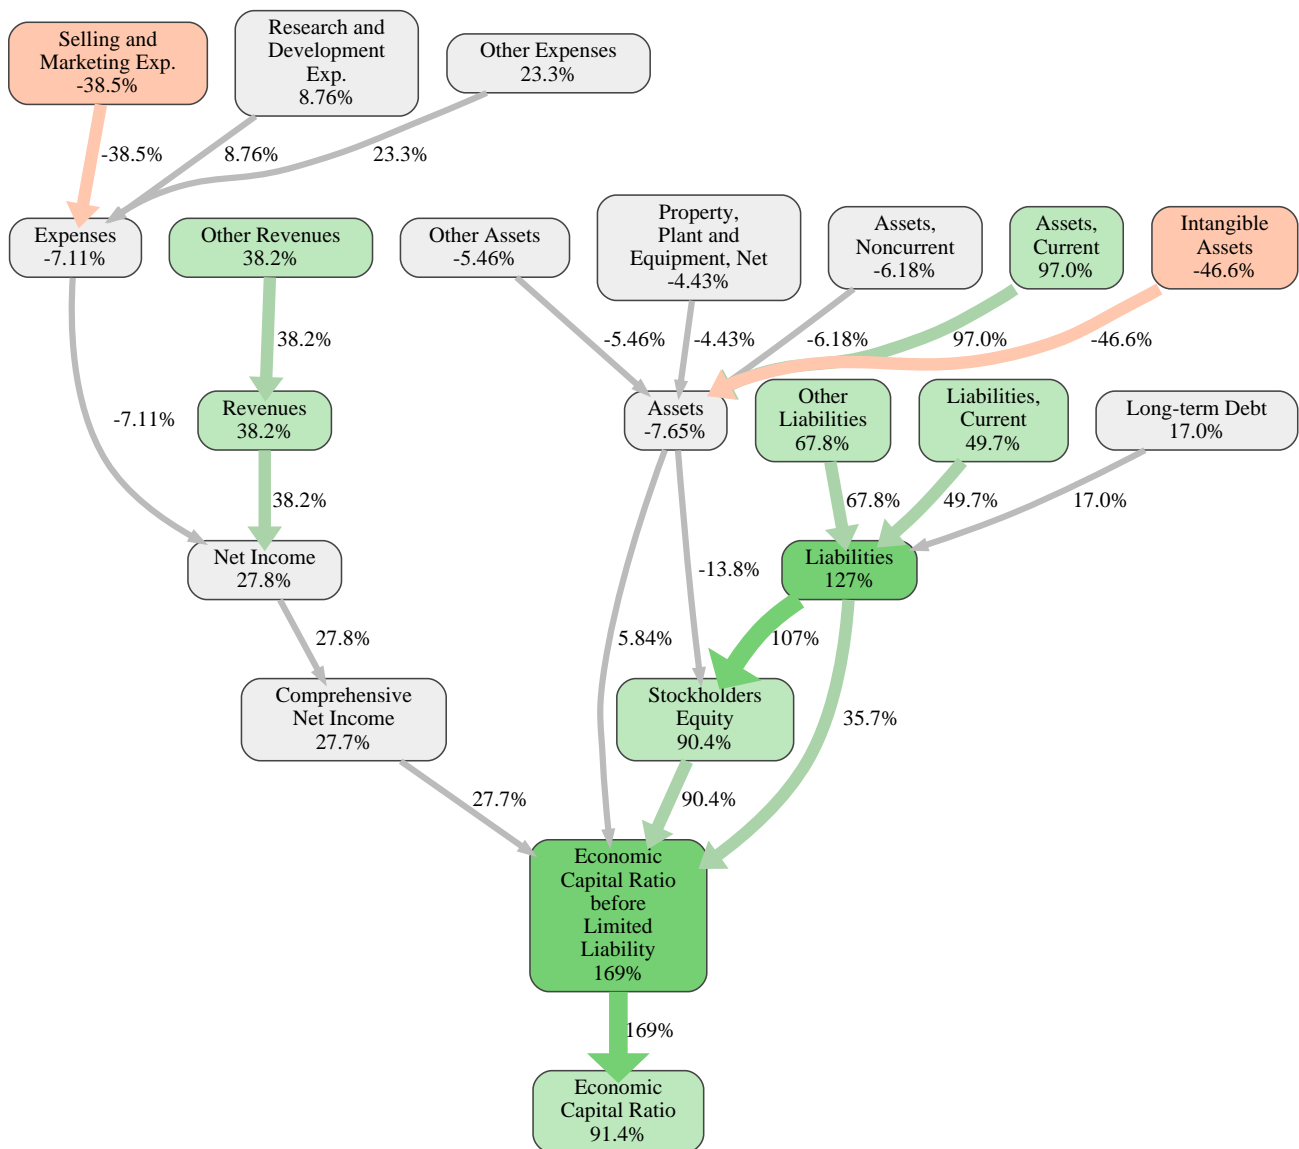 Selling and
Marketing Exp.
-38.5%
Research and
Development
Exp.
8.76%
Other Expenses
23.3%
-38.5%
8.76%
23.3%
Expenses
-7.11%
Other Revenues
38.2%
Other Assets
-5.46%
Property,
Plant and
Equipment, Net
-4.43%
Assets,
Noncurrent
-6.18%
Assets,
Current
97.0%
Intangible
Assets
-46.6%
38.2%
-5.46%
-4.43%
-6.18%
97.0%
-46.6%
-7.11%
Revenues
38.2%
Assets
-7.65%
Other
Liabilities
67.8%
Liabilities,
Current
49.7%
Long-term Debt
17.0%
38.2%
67.8%
49.7%
17.0%
Net Income
27.8%
-13.8%
Liabilities
127%
27.8%
5.84%
107%
Comprehensive
Net Income
27.7%
Stockholders
Equity
90.4%
35.7%
27.7%
90.4%
Economic
Capital Ratio
before
Limited
Liability
169%
169%
Economic
Capital Ratio
91.4%